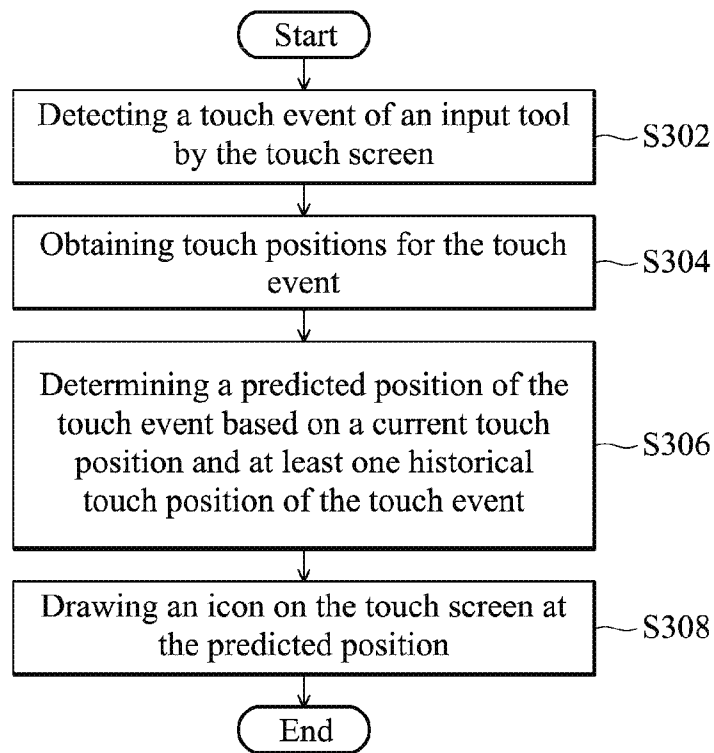 Start
Detecting a touch event of an input tool
by the touch screen
S302
Obtaining touch positions for the touch
event
S304
Determining a predicted position of the
touch event based on a current touch
position and at least one historical
touch position of the touch event
S306
Drawing an icon on the touch screen at
the predicted position
S308
End